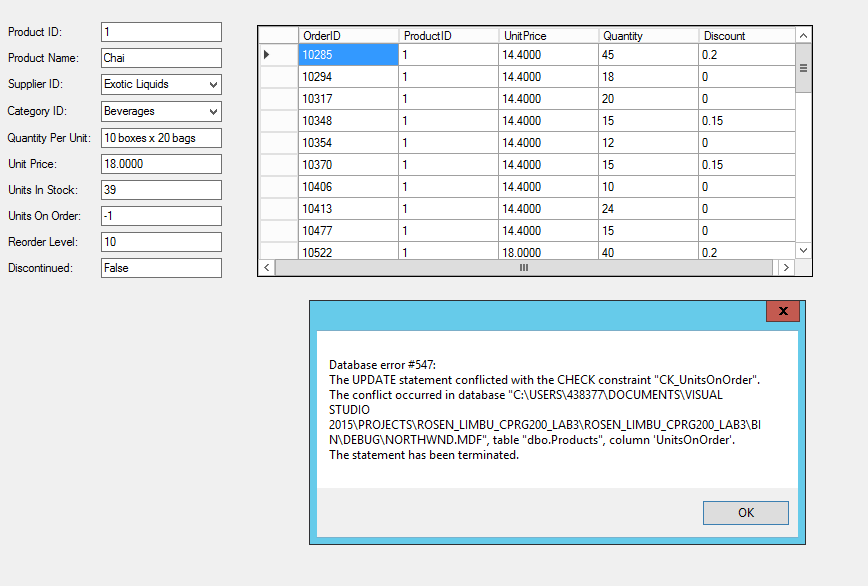 Product ID: 1
Product Name: Chai
Supplier ID: Exotic Liquids
Category ID: Beverages
Quantity Per Unit: 10 boxes x 20 bags
Unit Price: 18.0000
Units In Stock: 39
Units On Order: -1
Reorder Level: 10
Discontinued: False
OrderID ProductID UnitPrice Quantity Discount
10285 1 14.4000 45 0.2
10294 1 14.4000 18 0
10317 1 14.4000 20 0
10348 1 14.4000 15 0.15
10354 1 14.4000 12 0
10370 1 14.4000 15 0.15
10406 1 14.4000 10 0
10413 1 14.4000 24 0
10477 1 14.4000 15 0
10522 1 18.0000 40 0.2
x
Database error #547:
The UPDATE statement conflicted with the CHECK constraint "CK_UnitsOnOrder".
The conflict occurred in database "C:\USERS\438377\DOCUMENTS\VISUAL
STUDIO
2015\PROJECTS\ROSEN_LIMBU_CPRG200_LAB3\ROSEN_LIMBU_CPRG200_LAB3\BI
N\DEBUG\NORTHWND.MDF", table "dbo.Products", column 'UnitsOnOrder'.
The statement has been terminated.
OK